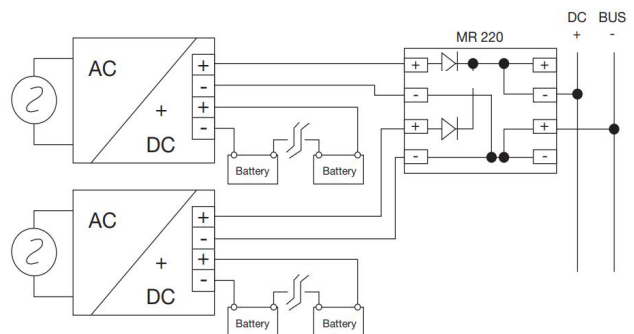 DC BUS
MR 220
+ -
AC
+
DC
+
-
+
-
+ +
- -
+ +
- -
Battery Battery
AC
+
DC
+
-
+
-
Battery Battery